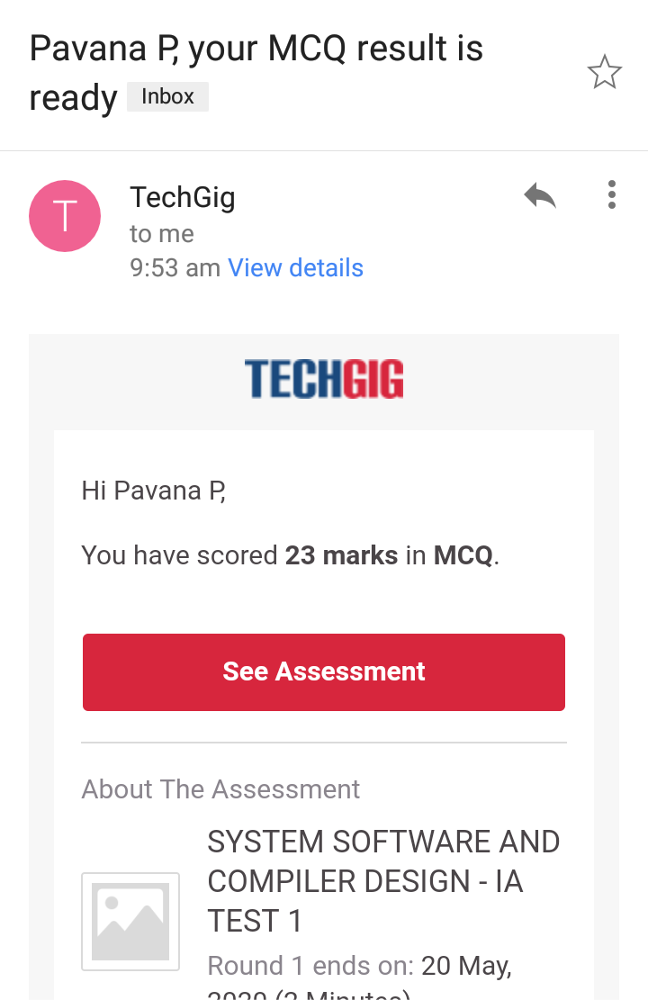 Pavana P, your MCQ result is
ready Inbox
T
TechGig
to me
9:53 am View details
TECHGIG
Hi Pavana P,
You have scored 23 marks in MCQ.
See Assessment
About The Assessment
SYSTEM SOFTWARE AND
COMPILER DESIGN - IA
TEST 1
Round 1 ends on: 20 May,